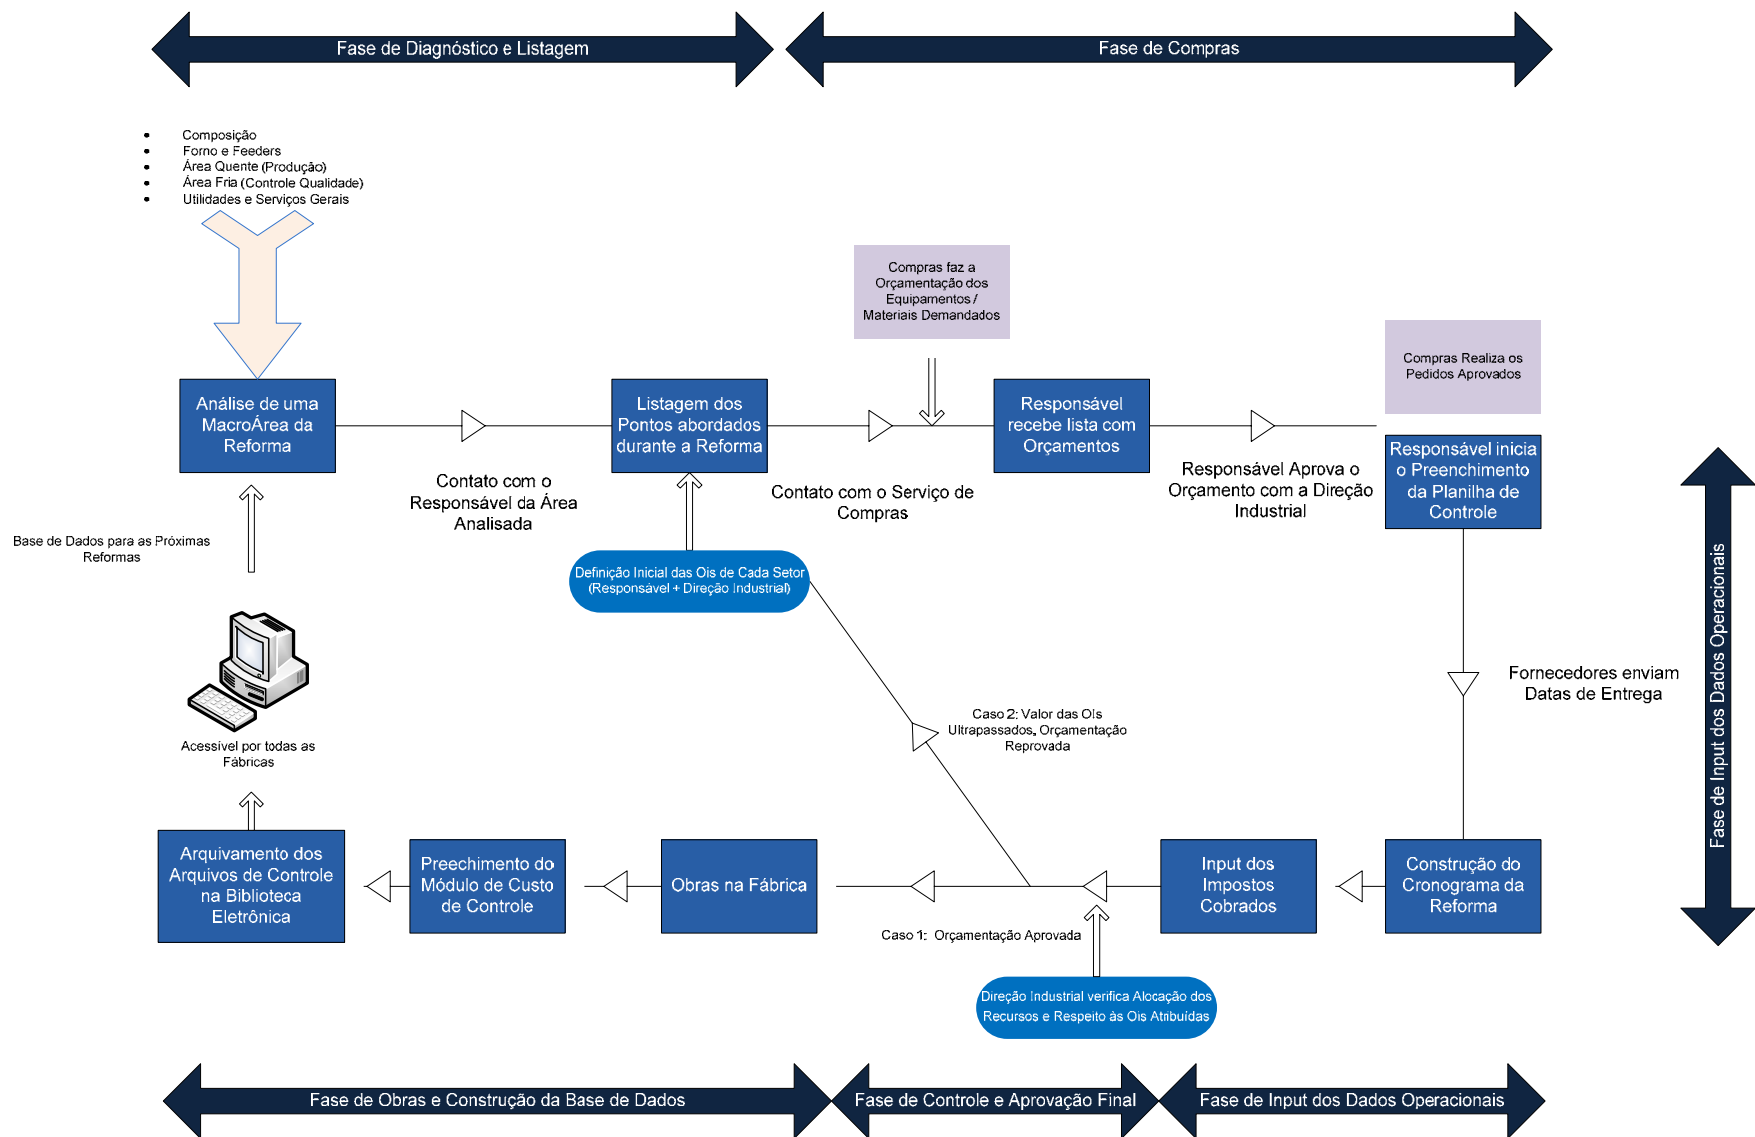 Fase de Diagnóstico e Listagem
Fase de Compras
• Composição
• Forno e Feeders
• Área Quente (Produção)
• Área Fria (Controle Qualidade)
• Utilidades e Serviços Gerais
Compras faz a
Orçamentação dos
Equipamentos /
Materiais Demandados
Compras Realiza os
Pedidos Aprovados
Análise de uma
MacroÁrea da
Reforma
Listagem dos
Pontos abordados
durante a Reforma
Responsável
recebe lista com
Orçamentos
Responsável inicia
o Preenchimento
da Planilha de
Controle
Contato com o
Responsável da Área
Analisada
Contato com o Serviço de
Compras
Responsável Aprova o
Orçamento com a Direção
Industrial
Base de Dados para as Próximas
Reformas
Definição Inicial das Ois de Cada Setor
(Responsável + Direção Industrial)
Fase de Input dos Dados Operacionais
Fornecedores enviam
Datas de Entrega
Caso 2: Valor das OIs
Ultrapassados, Orçamentação
Reprovada
Acessível por todas as
Fábricas
Arquivamento dos
Arquivos de Controle
na Biblioteca
Eletrônica
Preechimento do
Módulo de Custo
de Controle
Obras na Fábrica
Input dos
Impostos
Cobrados
Construção do
Cronograma da
Reforma
Caso 1: Orçamentação Aprovada
Direção Industrial verifica Alocação dos
Recursos e Respeito às Ois Atribuídas
Fase de Obras e Construção da Base de Dados
Fase de Controle e Aprovação Final
Fase de Input dos Dados Operacionais